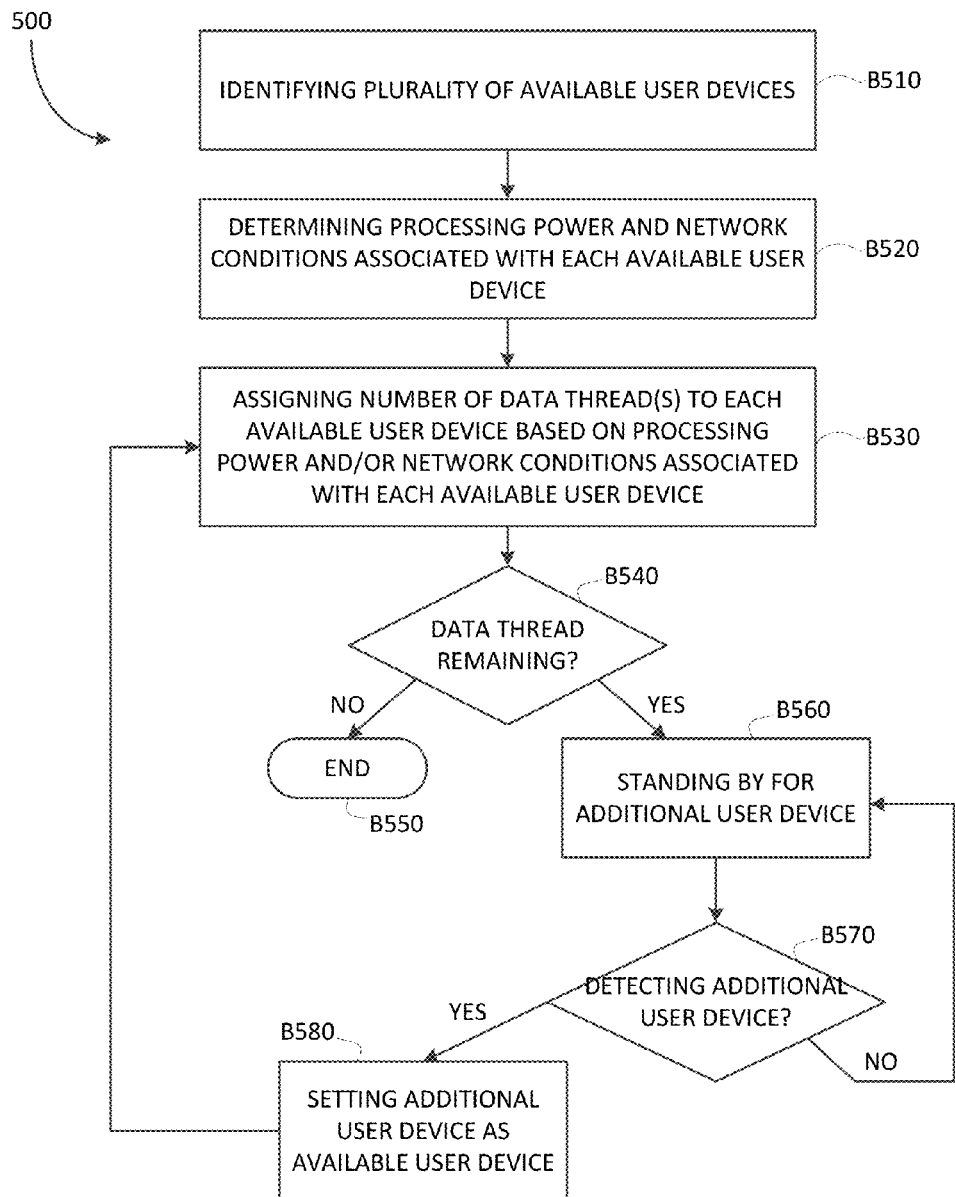 500
IDENTIFYING PLURALITY OF AVAILABLE USER DEVICES
B510
DETERMINING PROCESSING POWER AND NETWORK
CONDITIONS ASSOCIATED WITH EACH AVAILABLE USER
DEVICE
B520
ASSIGNING NUMBER OF DATA THREAD(S) TO EACH
AVAILABLE USER DEVICE BASED ON PROCESSING
POWER AND/OR NETWORK CONDITIONS ASSOCIATED
WITH EACH AVAILABLE USER DEVICE
B530
B540
DATA THREAD
REMAINING?
NO
YES
END
B550
B560
STANDING BY FOR
ADDITIONAL USER DEVICE
B570
DETECTING ADDITIONAL
USER DEVICE?
YES
NO
B580
SETTING ADDITIONAL
USER DEVICE AS
AVAILABLE USER DEVICE